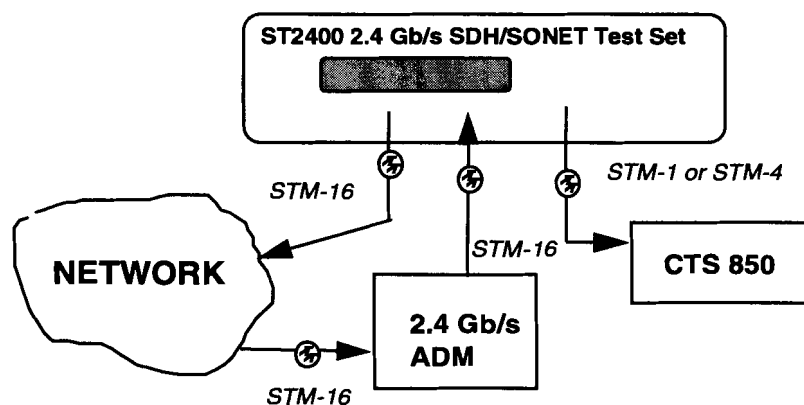 ST2400 2.4 Gb/s SDH/SONET Test Set
STM-16
STM-1 or STM-4
NETWORK
STM-16
CTS 850
2.4 Gb/s
ADM
STM-16